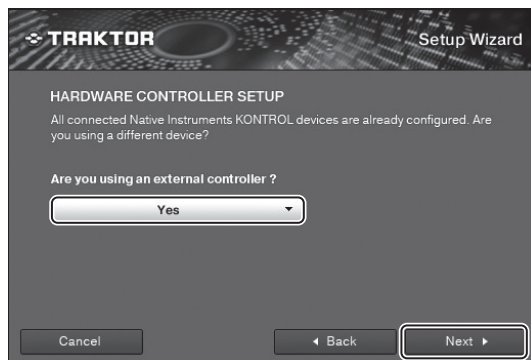 TRAKTOR
Setup Wizard
HARDWARE CONTROLLER SETUP
All connected Native Instruments KONTROL devices are already configured. Are
you using a different device?
Are you using an external controller ?
Yes
Cancel
Back
Next